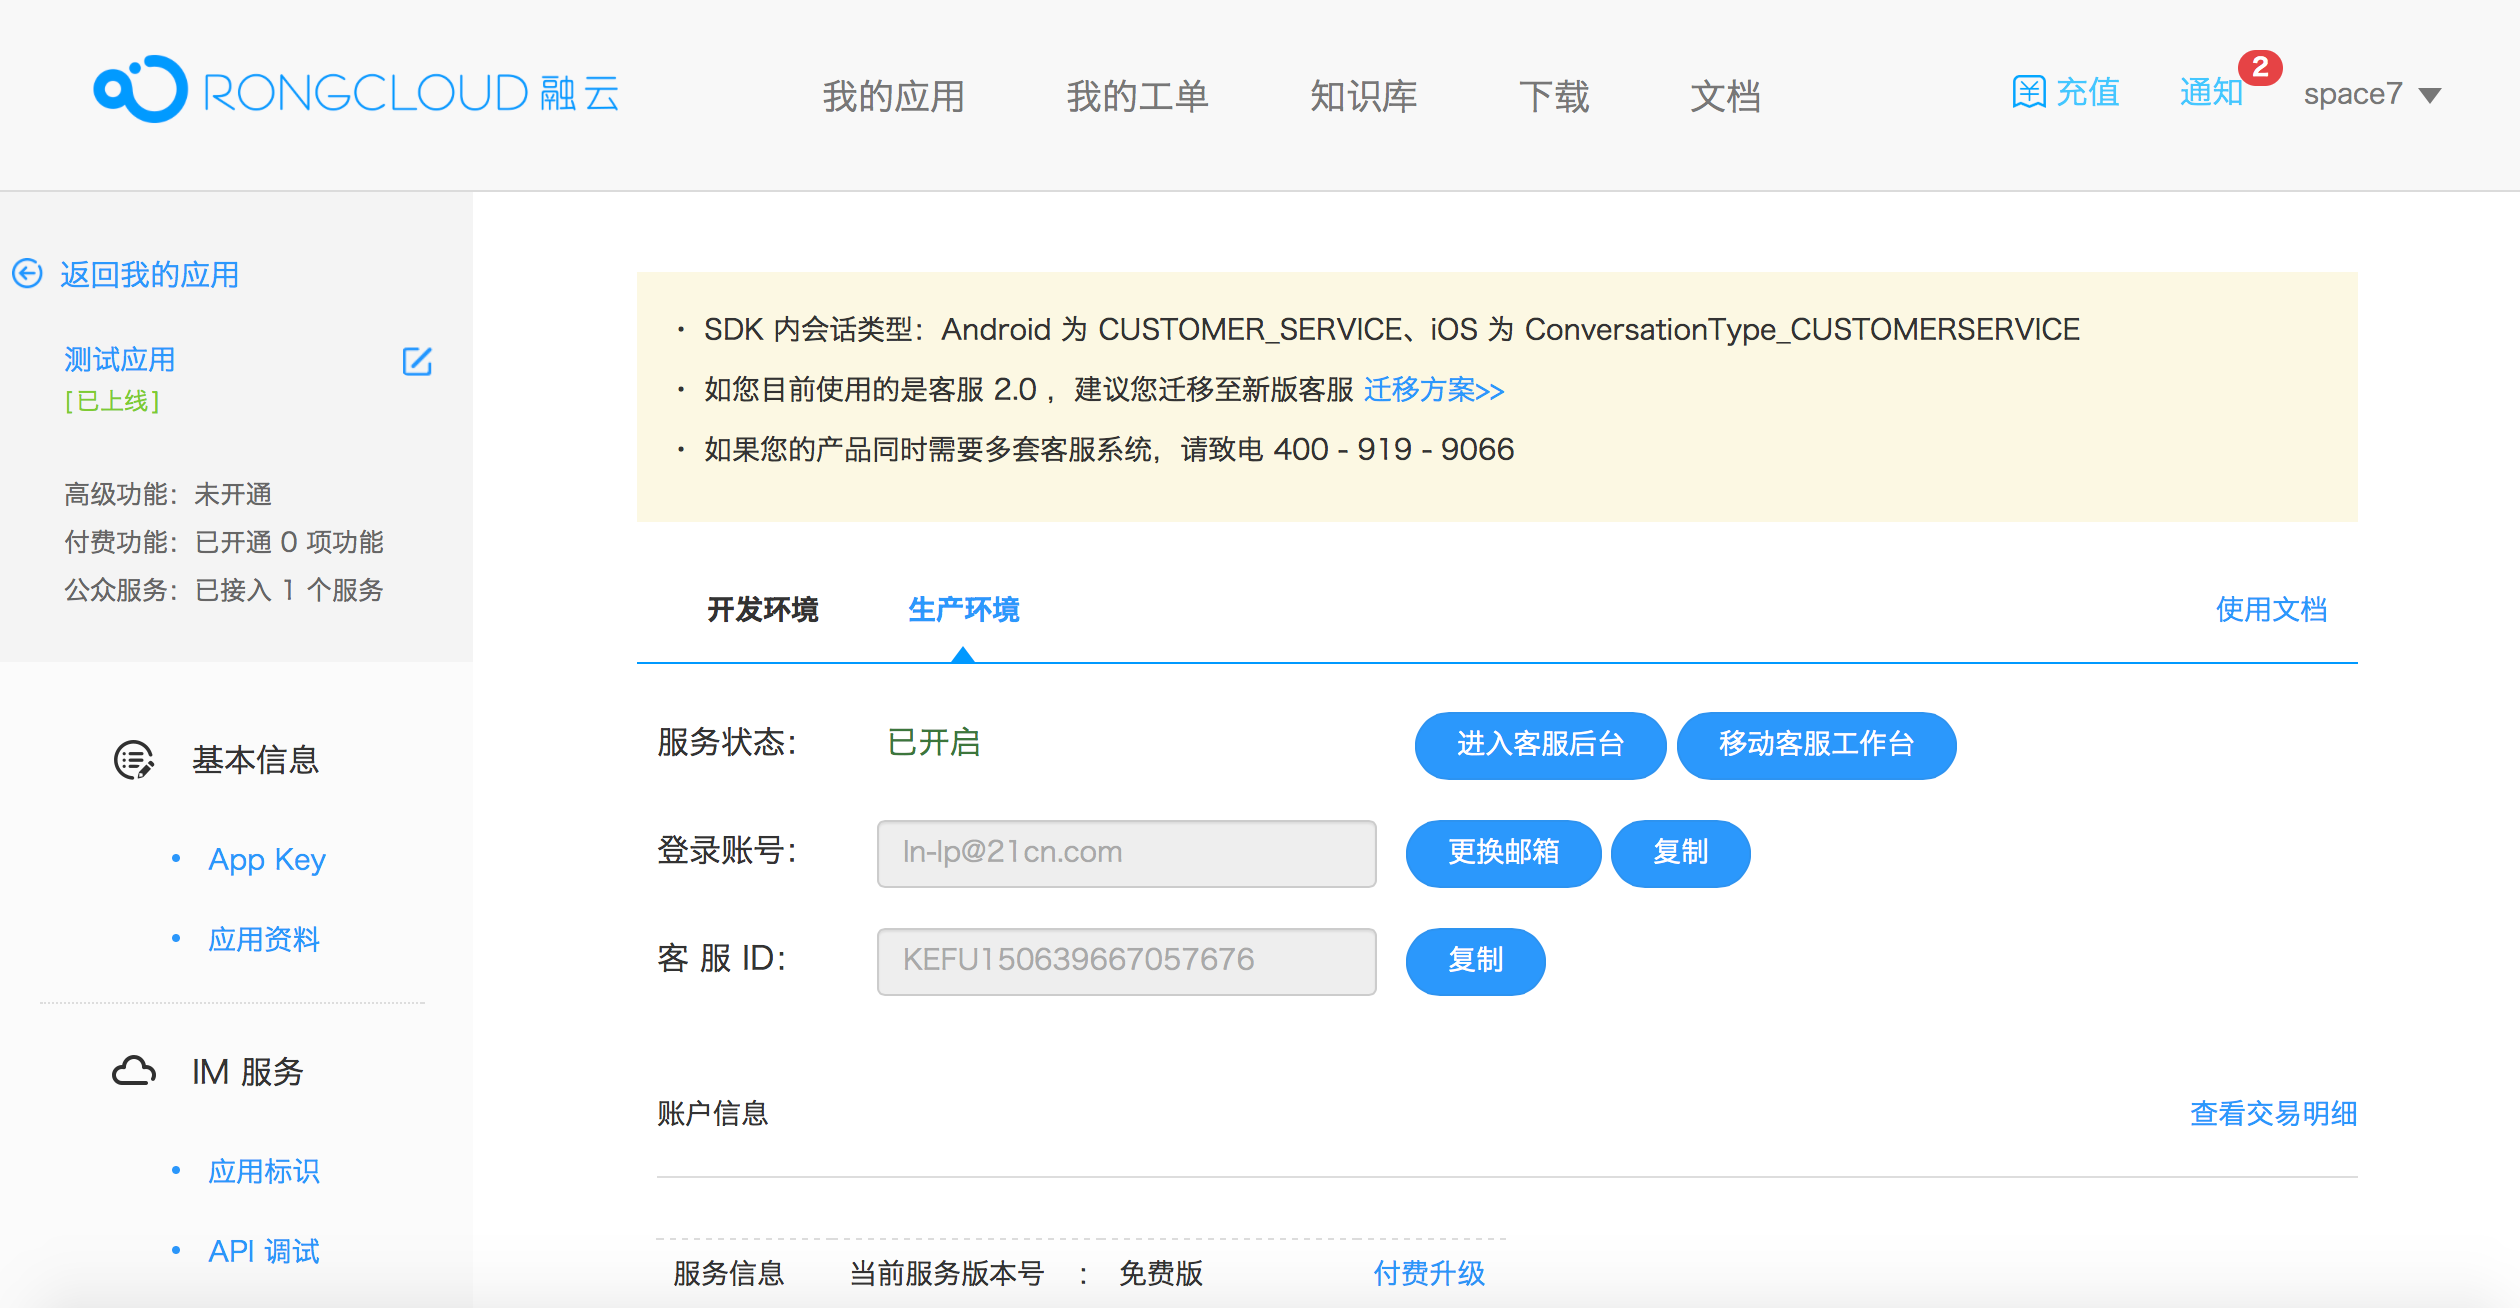 RONGCLOUD 融云
我的应用 我的工单 知识库 下载 文档 充值 通知 2 space7
返回我的应用
测试应用
[已上线]
高级功能：未开通
付费功能：已开通 0 项功能
公众服务：已接入 1 个服务
基本信息
• App Key
• 应用资料
IM 服务
• 应用标识
• API 调试
· SDK 内会话类型：Android 为 CUSTOMER_SERVICE、iOS 为 ConversationType_CUSTOMERSERVICE
· 如您目前使用的是客服 2.0 ，建议您迁移至新版客服 迁移方案>>
· 如果您的产品同时需要多套客服系统，请致电 400 - 919 - 9066
开发环境 生产环境 使用文档
服务状态： 已开启 进入客服后台 移动客服工作台
登录账号： ln-lp@21cn.com 更换邮箱 复制
客 服 ID： KEFU150639667057676 复制
账户信息 查看交易明细
服务信息 当前服务版本号 ： 免费版 付费升级